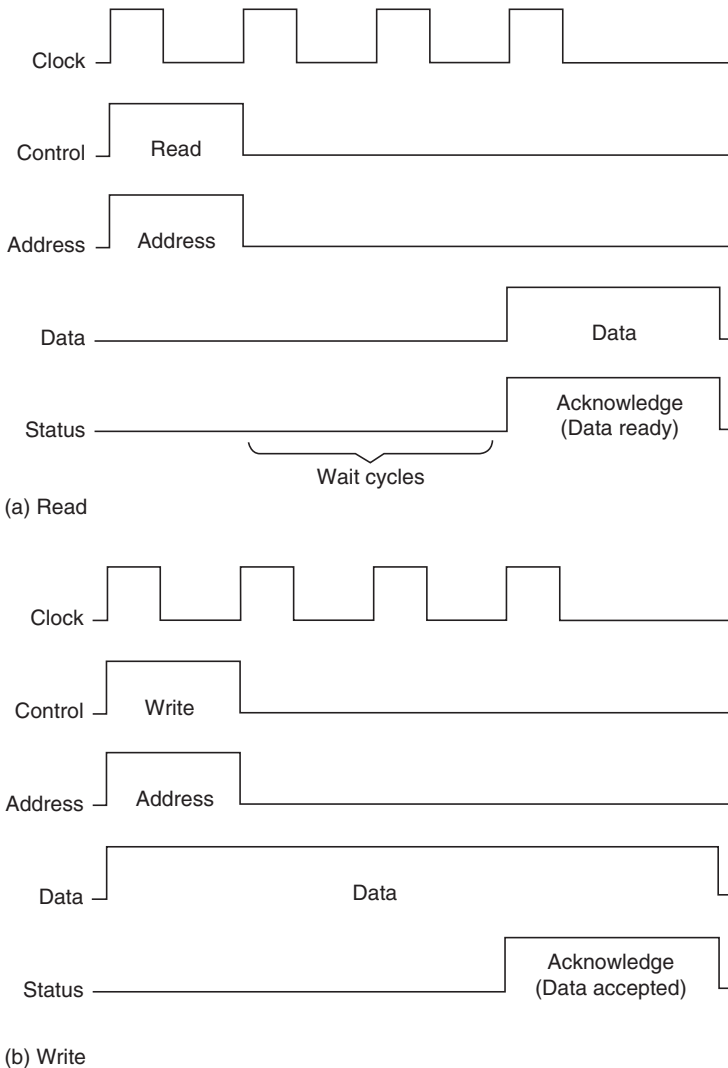 Clock
Control
Read
Address
Address
Data
Data
Status
Acknowledge
(Data ready)
Wait cycles
(a) Read
Clock
Control
Write
Address
Address
Data
Data
Status
Acknowledge
(Data accepted)
(b) Write